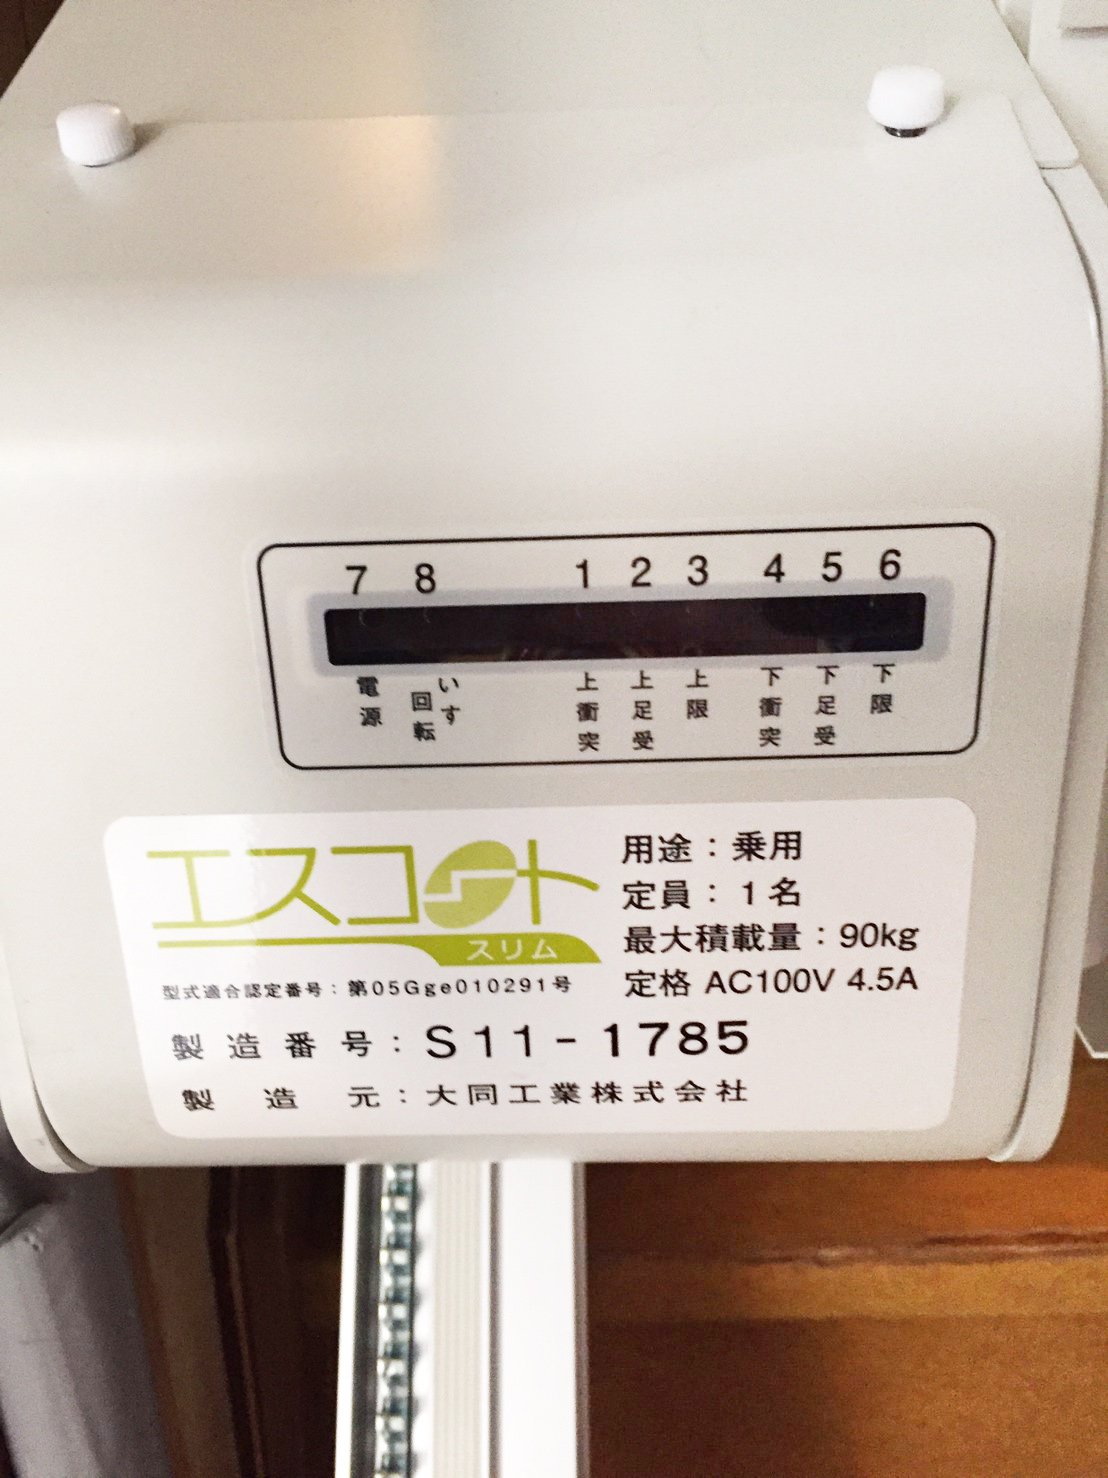 7 8 1 2 3 4 5 6
電源 いす回転 上衝突 上足受 上限 下衝突 下足受 下限
エスコート
スリム
用途：乗用
定員：1名
最大積載量：90kg
定格 AC100V 4.5A
型式適合認定番号：第05Gge010291号
製造番号：S11-1785
製造元：大同工業株式会社